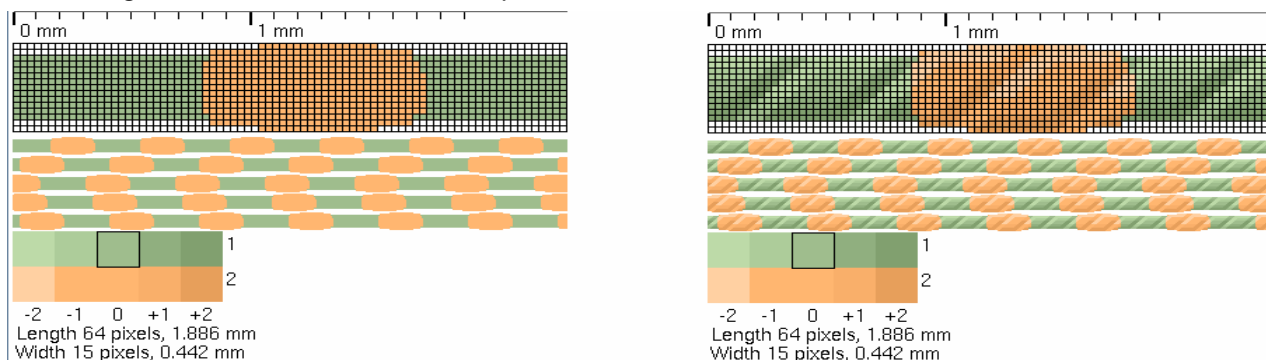 0 mm 1 mm
1
2
-2 -1 0 +1 +2
Length 64 pixels, 1.886 mm
Width 15 pixels, 0.442 mm
0 mm 1 mm
1
2
-2 -1 0 +1 +2
Length 64 pixels, 1.886 mm
Width 15 pixels, 0.442 mm